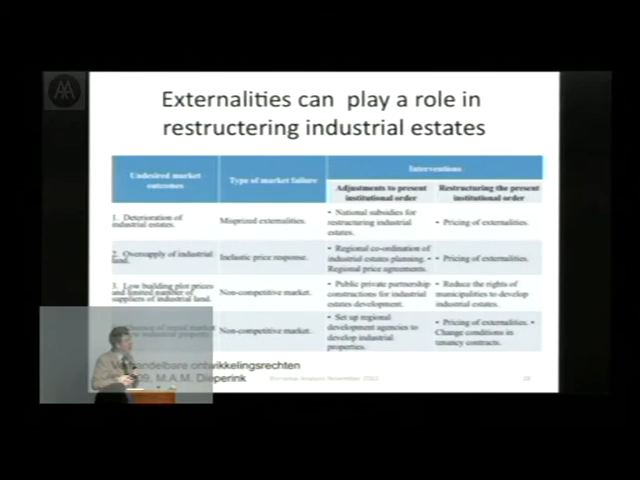 AA
Externalities can play a role in
restructering industrial estates
Undesired market
outcomes
Type of market failure
Interventions
Adjustments to present
institutional order
Restructuring the present
institutional order
1. Deterioration of
industrial estates.
Misprized externalities.
• National subsidies for
restructuring industrial
estates.
• Pricing of externalities.
2. Oversupply of industrial
land.
Inelastic price response.
• Regional co-ordination of
industrial estates planning. •
Regional price agreements.
• Pricing of externalities.
3. Low building plot prices
and limited number of
suppliers of industrial land.
Non-competitive market.
• Public private partnership
constructions for industrial
estates development.
• Reduce the rights of
municipalities to develop
industrial estates.
Non-competitive market.
• Set up regional
development agencies to
develop industrial
properties.
• Pricing of externalities. •
Change conditions in
tenancy contracts.
ontwikkelingsrechten
M.A.M. Dieperink
Analysis November 2012